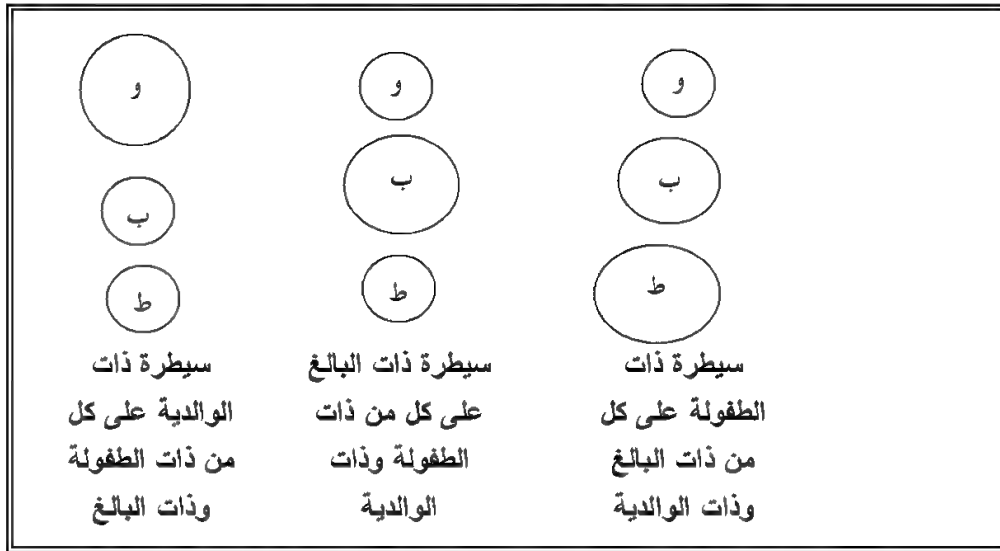 و
ب
ط
سيطرة ذات
الطفولة على كل
من ذات البالغ
وذات الوالدية
و
ب
ط
سيطرة ذات البالغ
على كل من ذات
الطفولة وذات
الوالدية
و
ب
ط
سيطرة ذات
الوالدية على كل
من ذات الطفولة
وذات البالغ